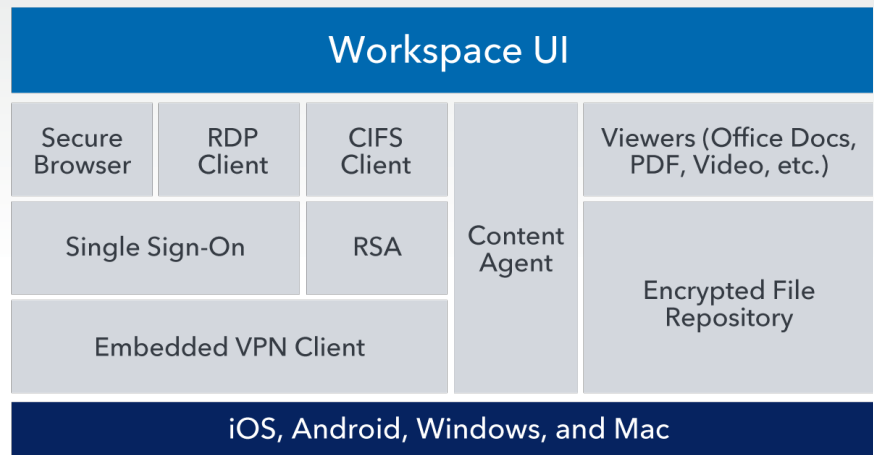 Workspace UI
Secure
Browser
RDP
Client
CIFS
Client
Viewers (Office Docs,
PDF, Video, etc.)
Single Sign-On
RSA
Content
Agent
Encrypted File
Repository
Embedded VPN Client
iOS, Android, Windows, and Mac